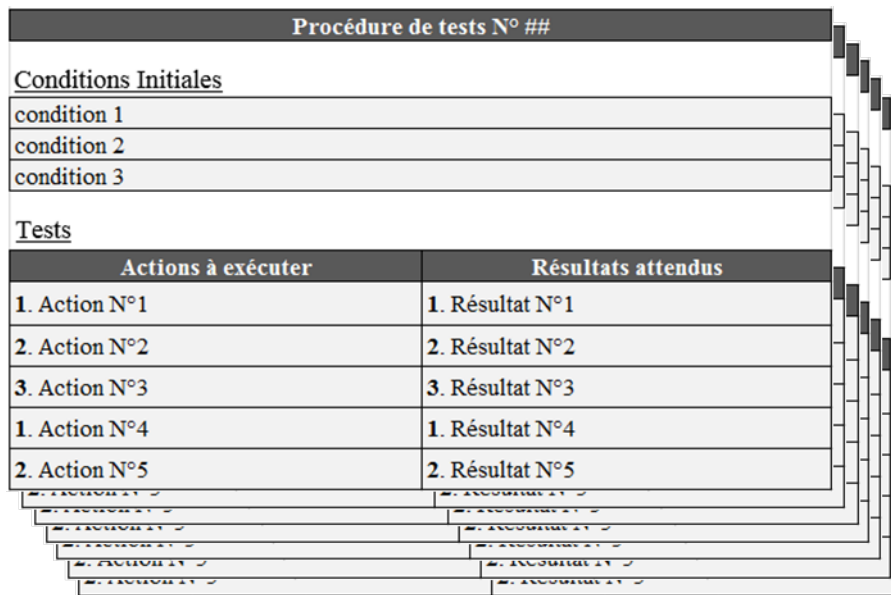 Procédure de tests N° ##
Conditions Initiales
condition 1
condition 2
condition 3
Tests
Actions à exécuter Résultats attendus
1. Action N°1 1. Résultat N°1
2. Action N°2 2. Résultat N°2
3. Action N°3 3. Résultat N°3
1. Action N°4 1. Résultat N°4
2. Action N°5 2. Résultat N°5